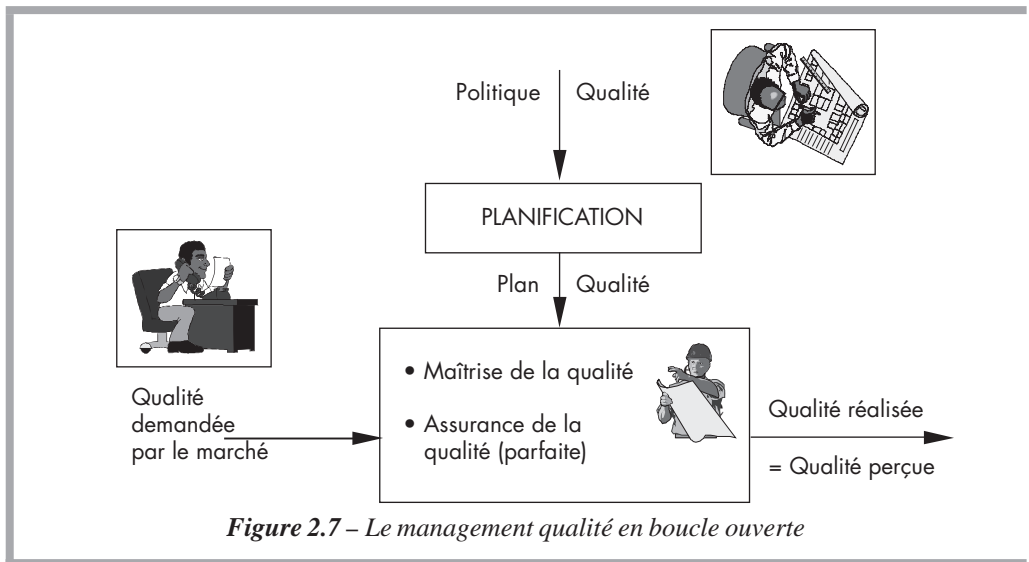 Politique Qualité
PLANIFICATION
Plan Qualité
Qualité
demandée
par le marché
• Maîtrise de la qualité
• Assurance de la
qualité (parfaite)
Qualité réalisée
= Qualité perçue
Figure 2.7 – Le management qualité en boucle ouverte